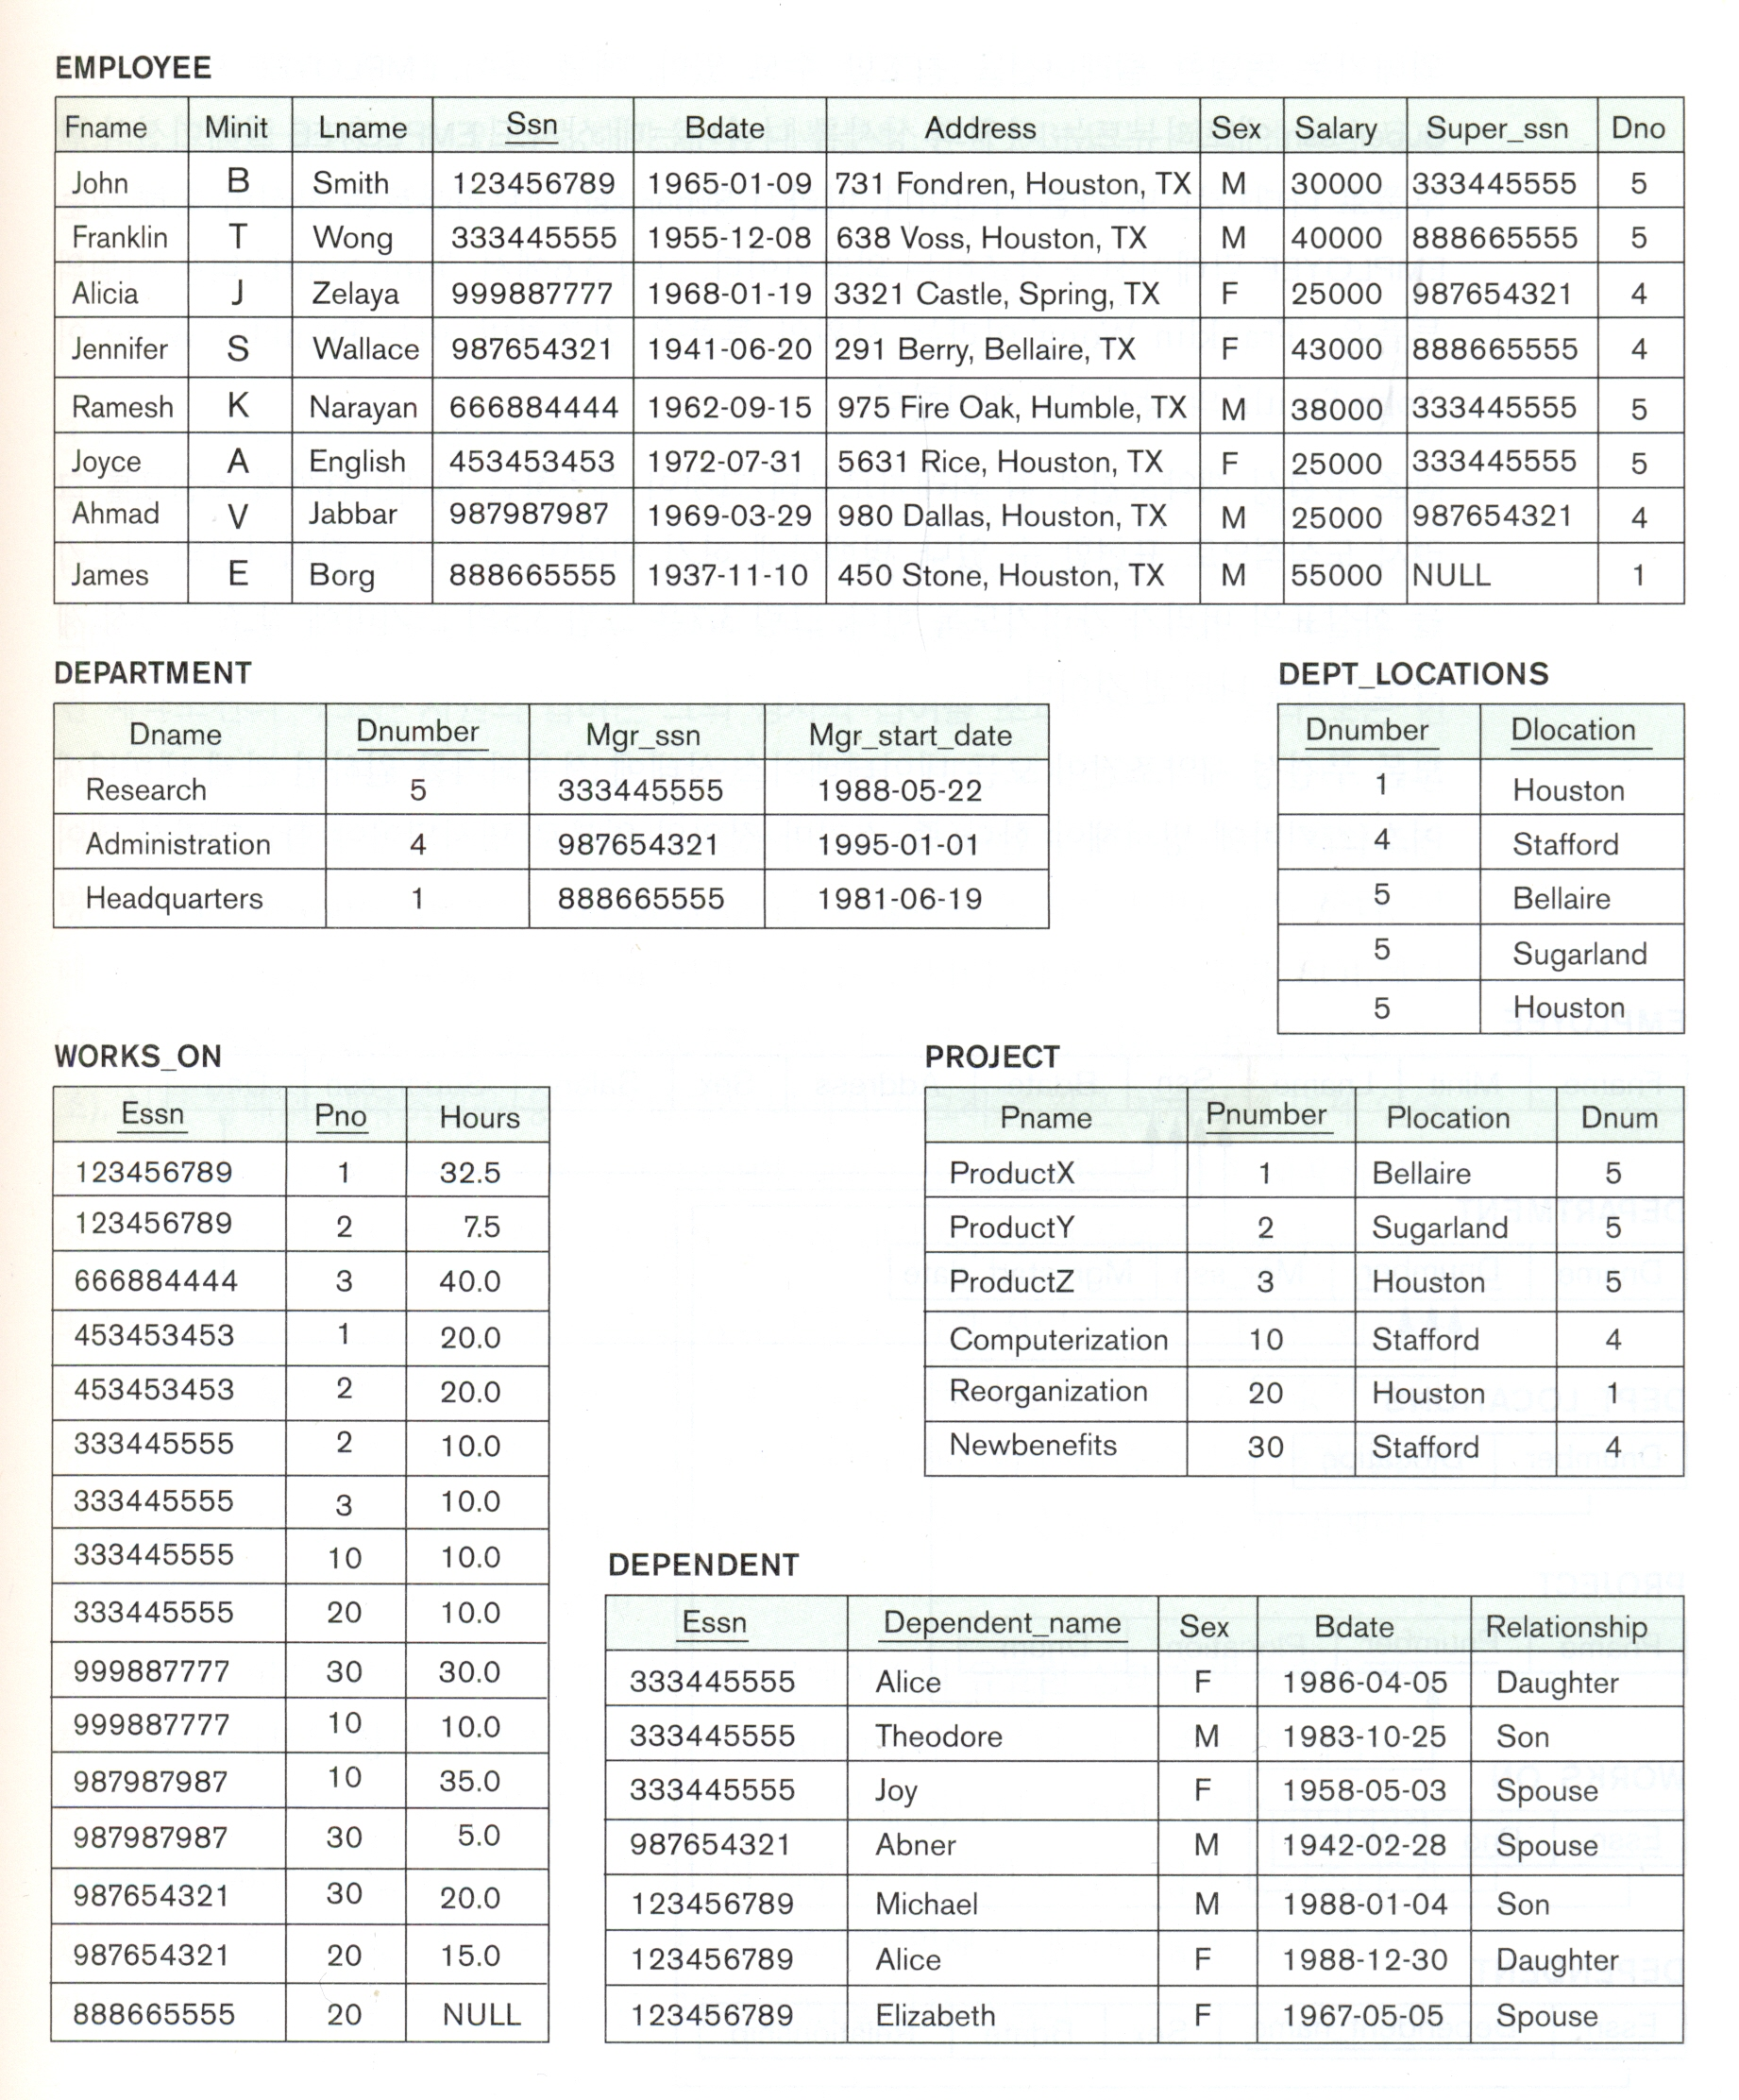 EMPLOYEE
Fname Minit Lname Ssn Bdate Address Sex Salary Super_ssn Dno
John B Smith 123456789 1965-01-09 731 Fondren, Houston, TX M 30000 333445555 5
Franklin T Wong 333445555 1955-12-08 638 Voss, Houston, TX M 40000 888665555 5
Alicia J Zelaya 999887777 1968-01-19 3321 Castle, Spring, TX F 25000 987654321 4
Jennifer S Wallace 987654321 1941-06-20 291 Berry, Bellaire, TX F 43000 888665555 4
Ramesh K Narayan 666884444 1962-09-15 975 Fire Oak, Humble, TX M 38000 333445555 5
Joyce A English 453453453 1972-07-31 5631 Rice, Houston, TX F 25000 333445555 5
Ahmad V Jabbar 987987987 1969-03-29 980 Dallas, Houston, TX M 25000 987654321 4
James E Borg 888665555 1937-11-10 450 Stone, Houston, TX M 55000 NULL 1
DEPARTMENT
Dname Dnumber Mgr_ssn Mgr_start_date
Research 5 333445555 1988-05-22
Administration 4 987654321 1995-01-01
Headquarters 1 888665555 1981-06-19
DEPT_LOCATIONS
Dnumber Dlocation
1 Houston
4 Stafford
5 Bellaire
5 Sugarland
5 Houston
WORKS_ON
Essn Pno Hours
123456789 1 32.5
123456789 2 7.5
666884444 3 40.0
453453453 1 20.0
453453453 2 20.0
333445555 2 10.0
333445555 3 10.0
333445555 10 10.0
333445555 20 10.0
999887777 30 30.0
999887777 10 10.0
987987987 10 35.0
987987987 30 5.0
987654321 30 20.0
987654321 20 15.0
888665555 20 NULL
PROJECT
Pname Pnumber Plocation Dnum
ProductX 1 Bellaire 5
ProductY 2 Sugarland 5
ProductZ 3 Houston 5
Computerization 10 Stafford 4
Reorganization 20 Houston 1
Newbenefits 30 Stafford 4
DEPENDENT
Essn Dependent_name Sex Bdate Relationship
333445555 Alice F 1986-04-05 Daughter
333445555 Theodore M 1983-10-25 Son
333445555 Joy F 1958-05-03 Spouse
987654321 Abner M 1942-02-28 Spouse
123456789 Michael M 1988-01-04 Son
123456789 Alice F 1988-12-30 Daughter
123456789 Elizabeth F 1967-05-05 Spouse